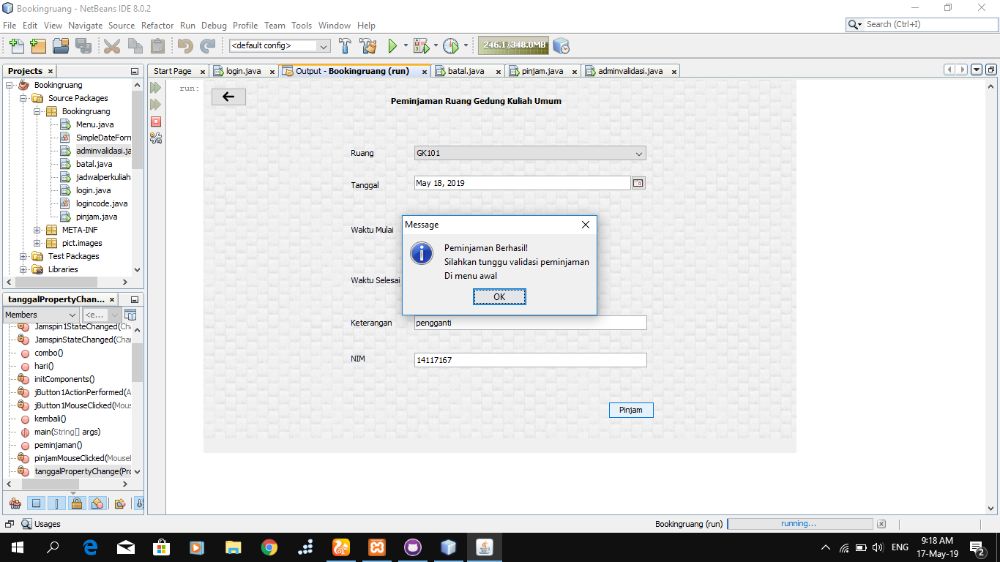 Bookingruang - NetBeans IDE 8.0.2
File Edit View Navigate Source Refactor Run Debug Profile Team Tools Window Help
Search (Ctrl+I)
<default config>
246.1/348.0MB
Projects
Start Page
login.java
Output - Bookingruang (run)
batal.java
pinjam.java
adminvalidasi.java
Bookingruang
Source Packages
Bookingruang
Menu.java
SimpleDateForm
adminvalidasi.ja
batal.java
jadwalperkuliah
login.java
logincode.java
pinjam.java
META-INF
pict.images
Test Packages
Libraries
run:
Peminjaman Ruang Gedung Kuliah Umum
Ruang
GK101
Tanggal
May 18, 2019
Waktu Mulai
Waktu Selesai
Message
Peminjaman Berhasil!
Silahkan tunggu validasi peminjaman
Di menu awal
OK
Keterangan
pengganti
NIM
14117167
Pinjam
tanggalPropertyChan...
Members
<e...
Jamspin1StateChanged(Cha
JamspinStateChanged(Cha
combo()
hari()
initComponents()
jButton1ActionPerformed(A
jButton1MouseClicked(Mous
kembali()
main(String[] args)
peminjaman()
pinjamMouseClicked(Mousel
tanggalPropertyChange(Pro
Usages
Bookingruang (run)
running...
ENG
9:18 AM
17-May-19
2